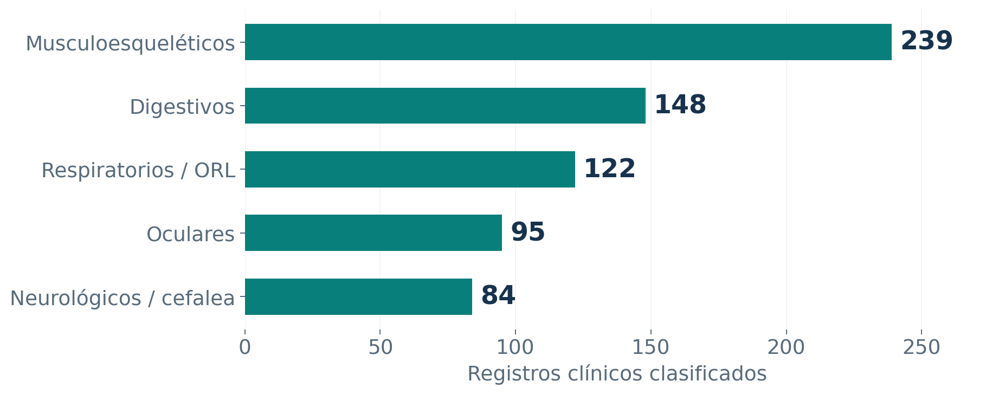 Musculoesqueléticos 239
Digestivos 148
Respiratorios / ORL 122
Oculares 95
Neurológicos / cefalea 84
0 50 100 150 200 250
Registros clínicos clasificados